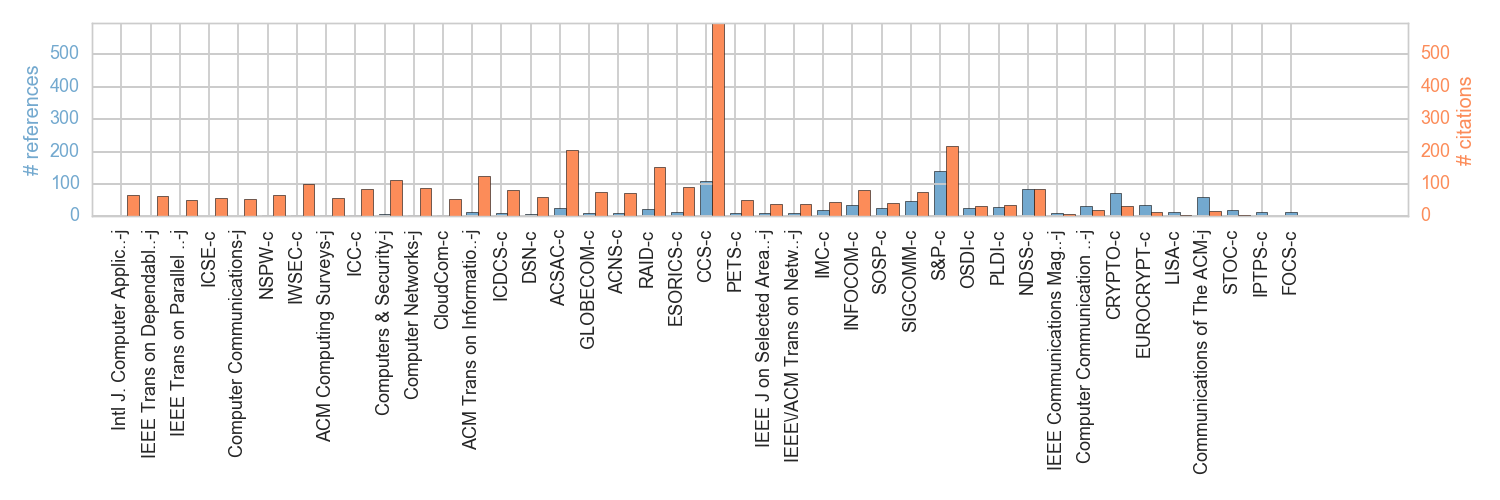 # references
500
400
300
200
100
0
500
400
300
200
100
0
# citations
Intl J. Computer Applic..-j
IEEE Trans on Dependabl..-j
IEEE Trans on Parallel ..-j
ICSE-c
Computer Communications-j
NSPW-c
IWSEC-c
ACM Computing Surveys-j
ICC-c
Computers & Security-j
Computer Networks-j
CloudCom-c
ACM Trans on Informatio..-j
ICDCS-c
DSN-c
ACSAC-c
GLOBECOM-c
ACNS-c
RAID-c
ESORICS-c
CCS-c
PETS-c
IEEE J on Selected Area..-j
IEEE\/ACM Trans on Netw..-j
IMC-c
INFOCOM-c
SOSP-c
SIGCOMM-c
S&P-c
OSDI-c
PLDI-c
NDSS-c
IEEE Communications Mag..-j
Computer Communication ..-j
CRYPTO-c
EUROCRYPT-c
LISA-c
Communications of The ACM-j
STOC-c
IPTPS-c
FOCS-c